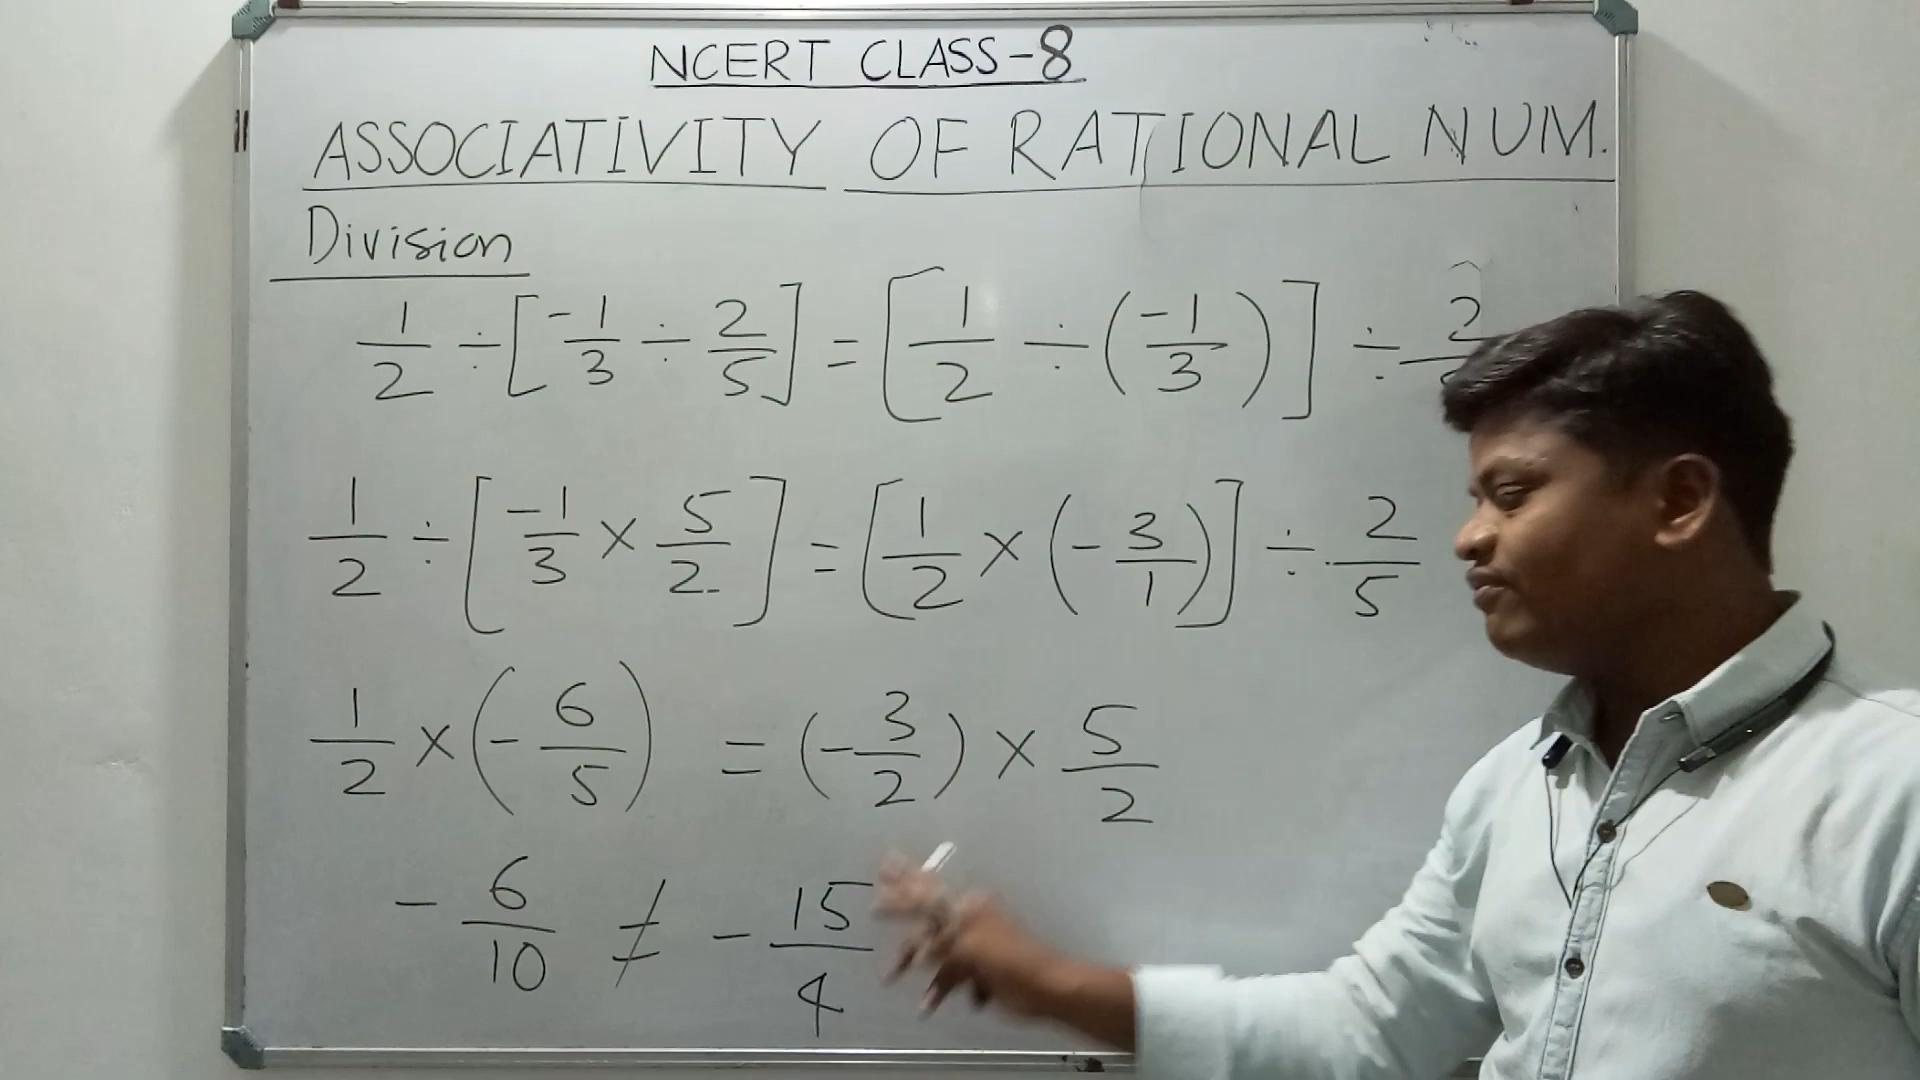 NCERT CLASS-8
ASSOCIATIVITY OF RATIONAL NUM.
Division
1/2 ÷ [-1/3 ÷ 2/5] = [1/2 ÷ (-1/3)] ÷ 2/
1/2 ÷ [-1/3 × 5/2] = [1/2 × (-3/1)] ÷ 2/5
1/2 × (-6/5) = (-3/2) × 5/2
-6/10 ≠ -15/4